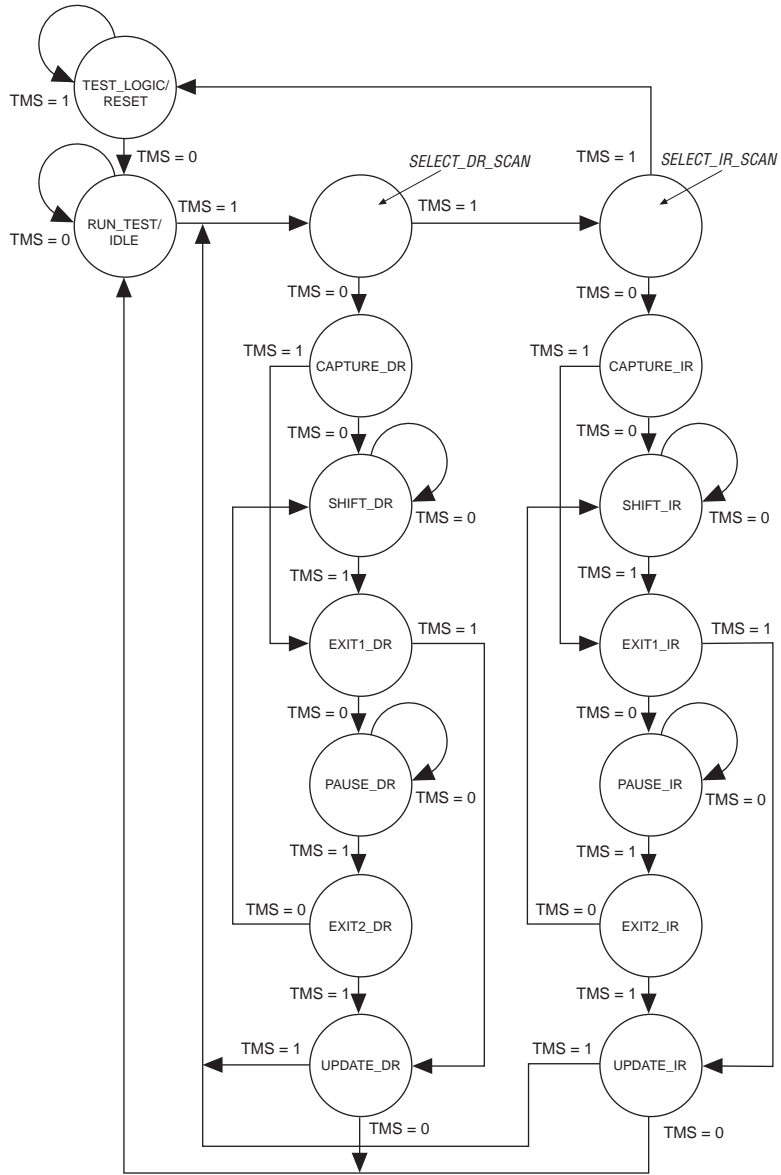 TEST_LOGIC/
RESET
TMS = 1
TMS = 0
SELECT_DR_SCAN
TMS = 1
SELECT_IR_SCAN
RUN_TEST/
IDLE
TMS = 0
TMS = 1
TMS = 1
TMS = 0
TMS = 0
TMS = 1
CAPTURE_DR
TMS = 1
CAPTURE_IR
TMS = 0
TMS = 0
SHIFT_DR
TMS = 0
SHIFT_IR
TMS = 0
TMS = 1
TMS = 1
EXIT1_DR
TMS = 1
EXIT1_IR
TMS = 1
TMS = 0
TMS = 0
PAUSE_DR
TMS = 0
PAUSE_IR
TMS = 0
TMS = 1
TMS = 1
TMS = 0
EXIT2_DR
TMS = 0
EXIT2_IR
TMS = 1
TMS = 1
TMS = 1
UPDATE_DR
TMS = 1
UPDATE_IR
TMS = 0
TMS = 0